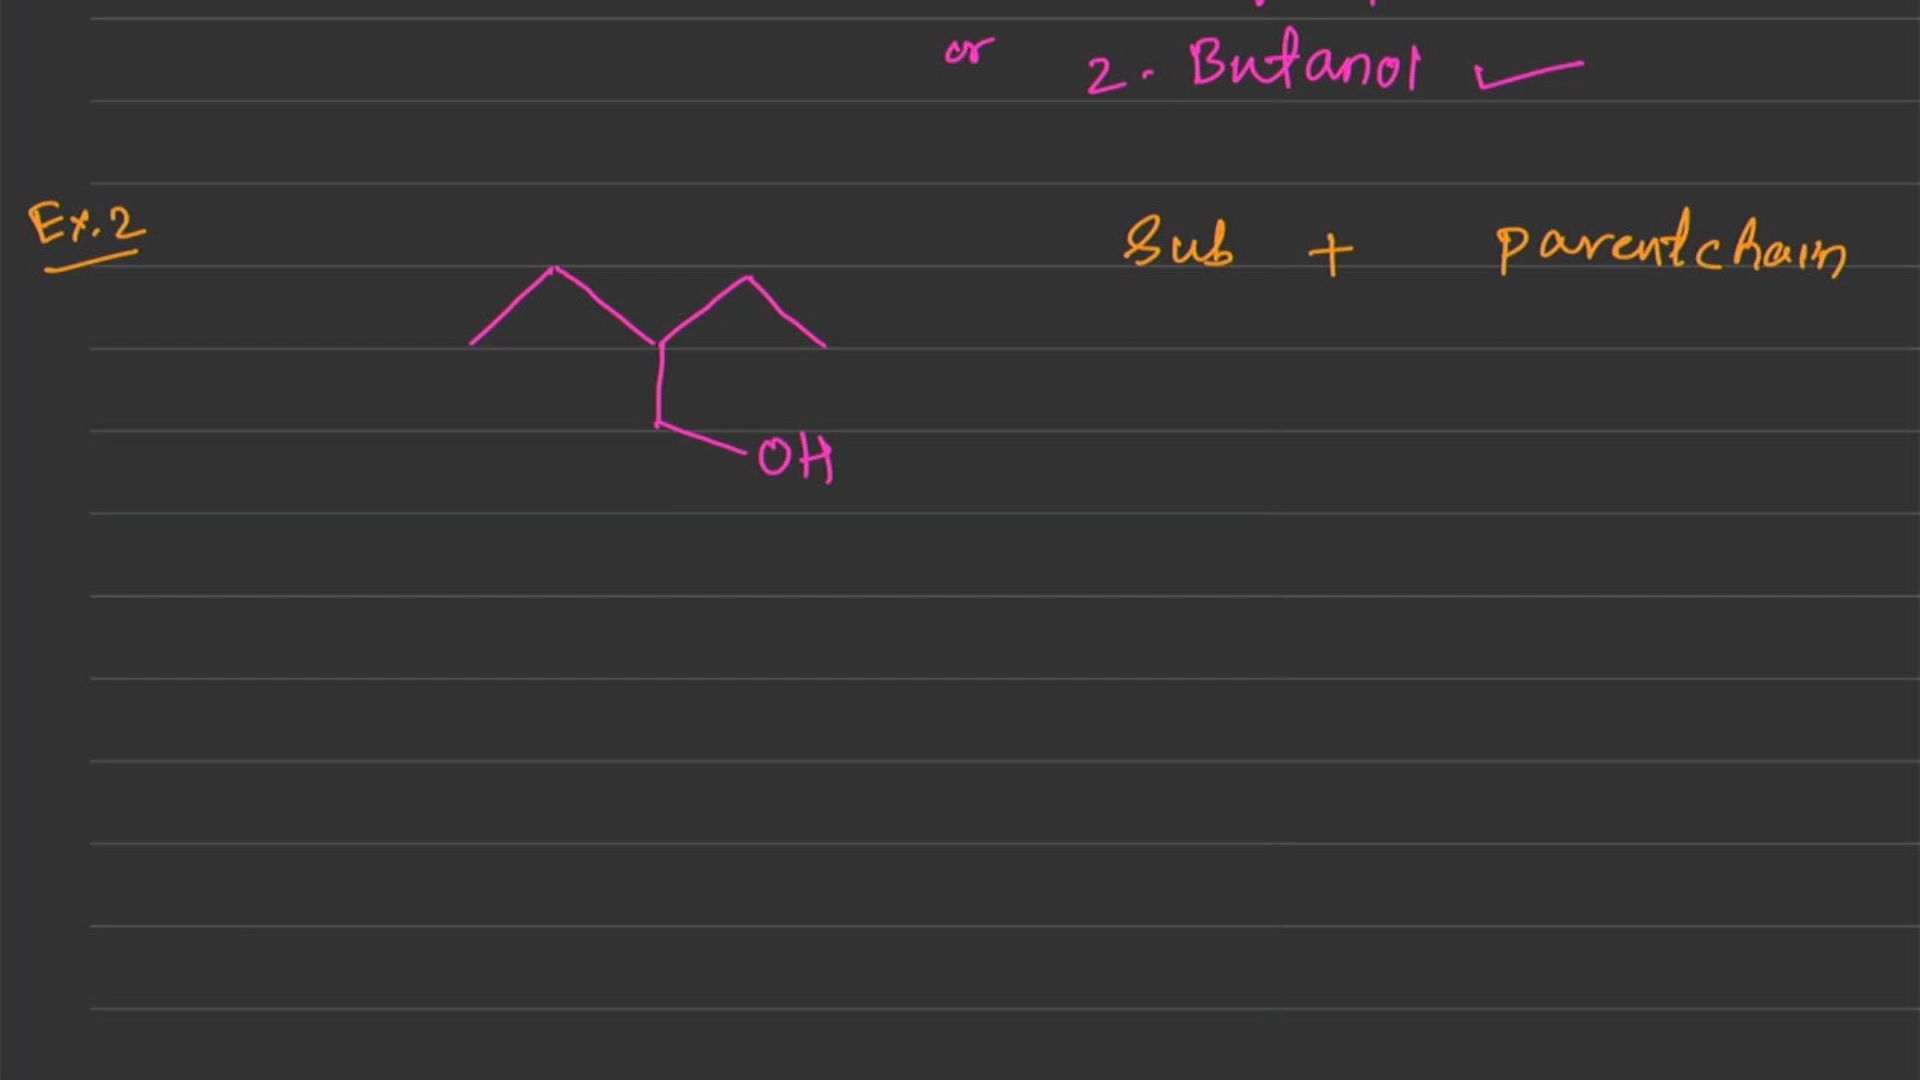 or 2- Butanol ✓
Ex.2
Sub + parentchain
OH